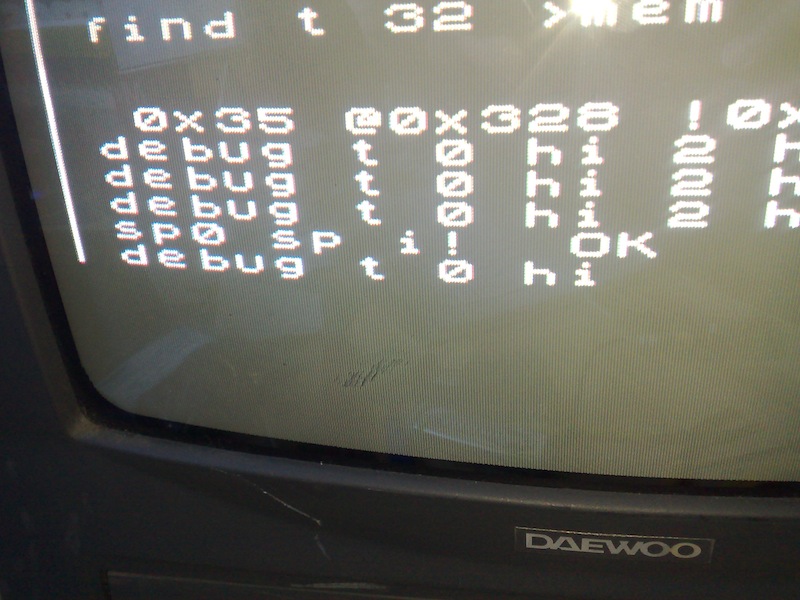 find t 32 >mem
0x35 @0x328 !0x
debug t 0 hi 2 h
debug t 0 hi 2 h
debug t 0 hi 2 h
sp0 sp i! OK
debug t 0 hi
DAEWOO